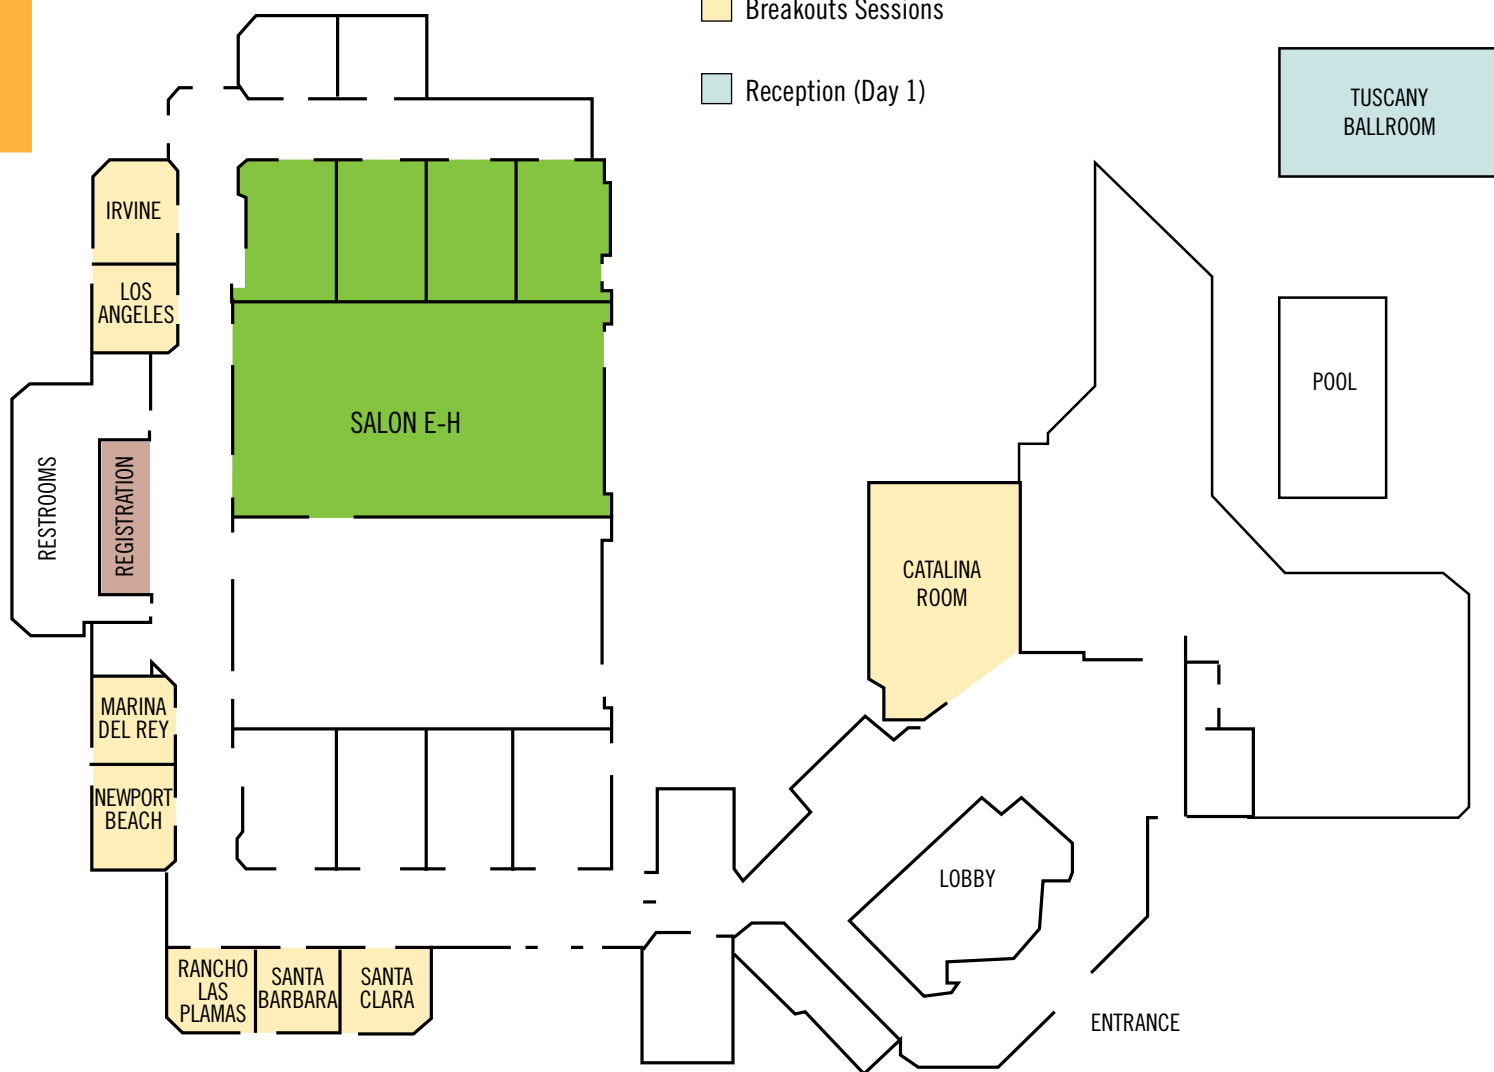 Breakouts Sessions
Reception (Day 1)
TUSCANY
BALLROOM
IRVINE
LOS
ANGELES
POOL
SALON E-H
RESTROOMS
REGISTRATION
CATALINA
ROOM
MARINA
DEL REY
NEWPORT
BEACH
LOBBY
RANCHO
LAS
PLAMAS
SANTA
BARBARA
SANTA
CLARA
ENTRANCE